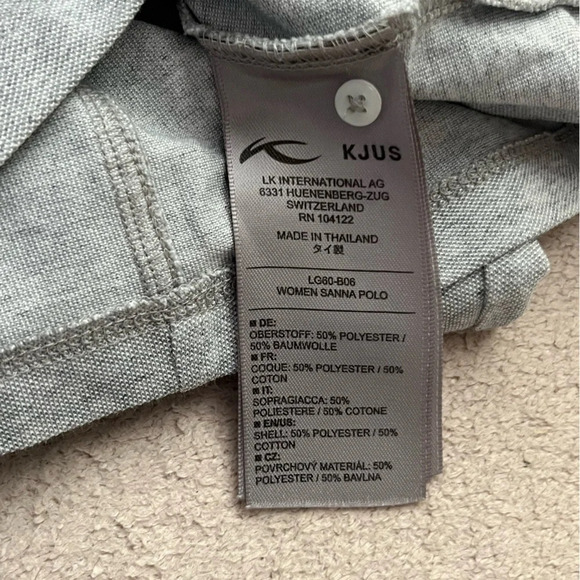 KJUS
LK INTERNATIONAL AG
6331 HUENENBERG-ZUG
SWITZERLAND
RN 104122
MADE IN THAILAND
タイ製
LG60-B06
WOMEN SANNA POLO
DE:
OBERSTOFF: 50% POLYESTER /
50% BAUMWOLLE
FR:
COQUE: 50% POLYESTER / 50%
COTON
IT:
SOPRAGIACCA: 50%
POLIESTERE / 50% COTONE
EN/US:
SHELL: 50% POLYESTER / 50%
COTTON
CZ:
POVRCHOVÝ MATERIÁL: 50%
POLYESTER / 50% BAVLNA